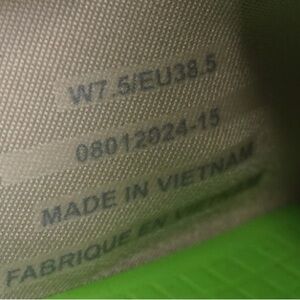 W7.5/EU38.5
08012024-15
MADE IN VIETNAM
FABRIQUE EN VIETNAM